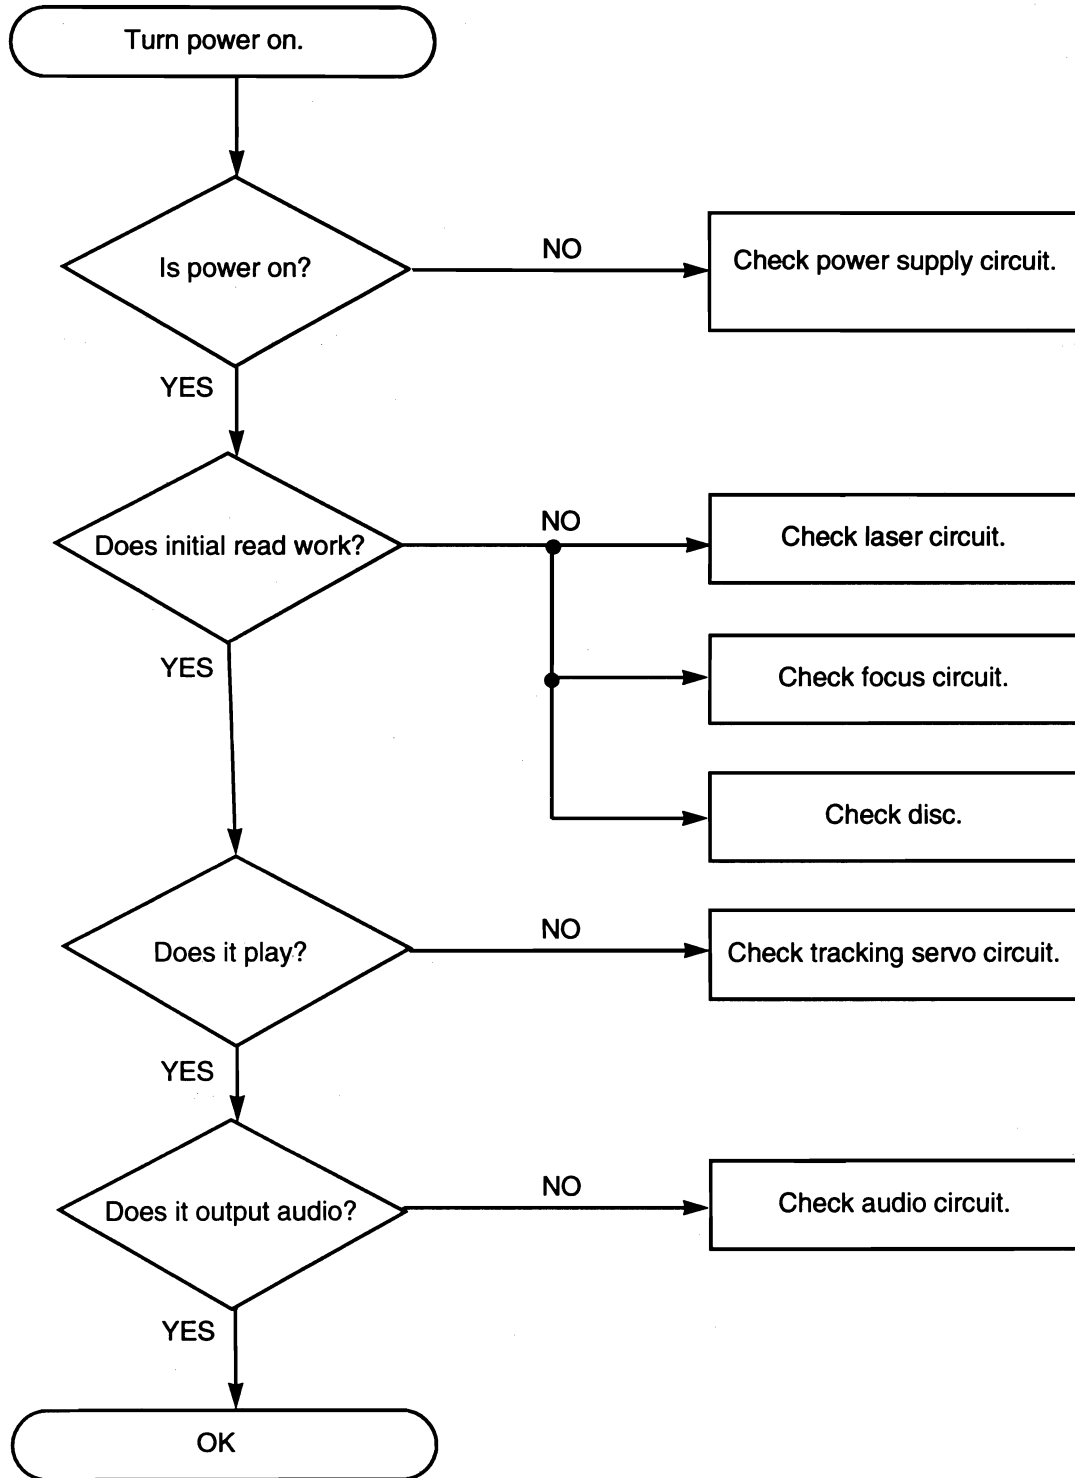 Turn power on.
Is power on?
NO
Check power supply circuit.
YES
Does initial read work?
NO
Check laser circuit.
Check focus circuit.
Check disc.
YES
Does it play?
NO
Check tracking servo circuit.
YES
Does it output audio?
NO
Check audio circuit.
YES
OK